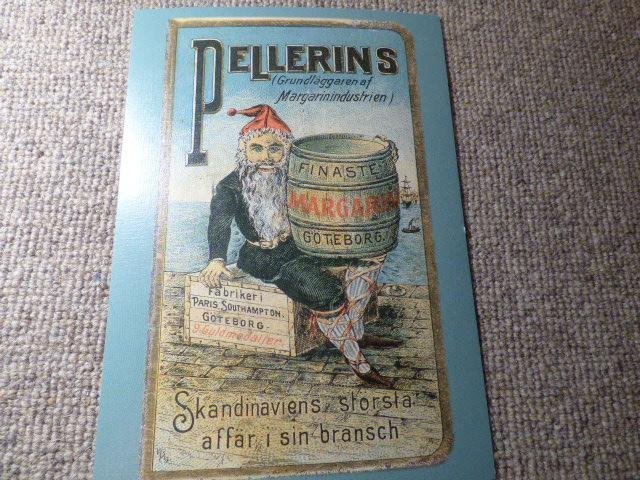 PELLERINS
(Grundläggaren af
Margarinindustrien)
FINASTE
MARGARIN
GÖTEBORG.
Fabriker i
PARIS, SOUTHAMPTON.
GÖTEBORG.
9 Guldmedaljer
Skandinaviens största
affär i sin bransch